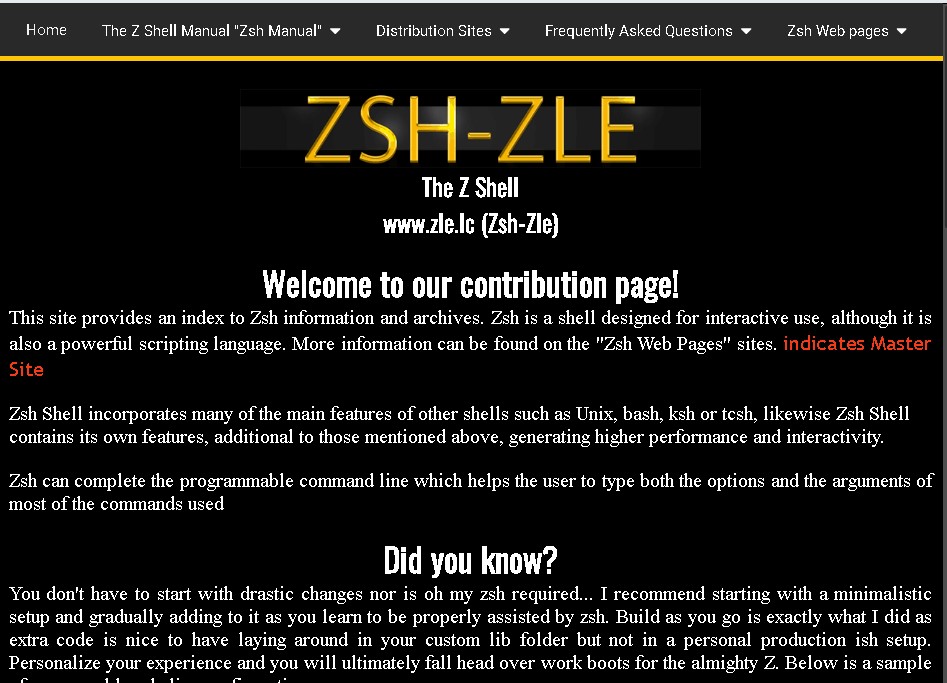 Home The Z Shell Manual "Zsh Manual" Distribution Sites Frequently Asked Questions Zsh Web pages
ZSH-ZLE
The Z Shell
www.zle.lc (Zsh-Zle)
Welcome to our contribution page!
This site provides an index to Zsh information and archives. Zsh is a shell designed for interactive use, although it is
also a powerful scripting language. More information can be found on the "Zsh Web Pages" sites. indicates Master
Site
Zsh Shell incorporates many of the main features of other shells such as Unix, bash, ksh or tcsh, likewise Zsh Shell
contains its own features, additional to those mentioned above, generating higher performance and interactivity.
Zsh can complete the programmable command line which helps the user to type both the options and the arguments of
most of the commands used
Did you know?
You don't have to start with drastic changes nor is oh my zsh required... I recommend starting with a minimalistic
setup and gradually adding to it as you learn to be properly assisted by zsh. Build as you go is exactly what I did as
extra code is nice to have laying around in your custom lib folder but not in a personal production ish setup.
Personalize your experience and you will ultimately fall head over work boots for the almighty Z. Below is a sample